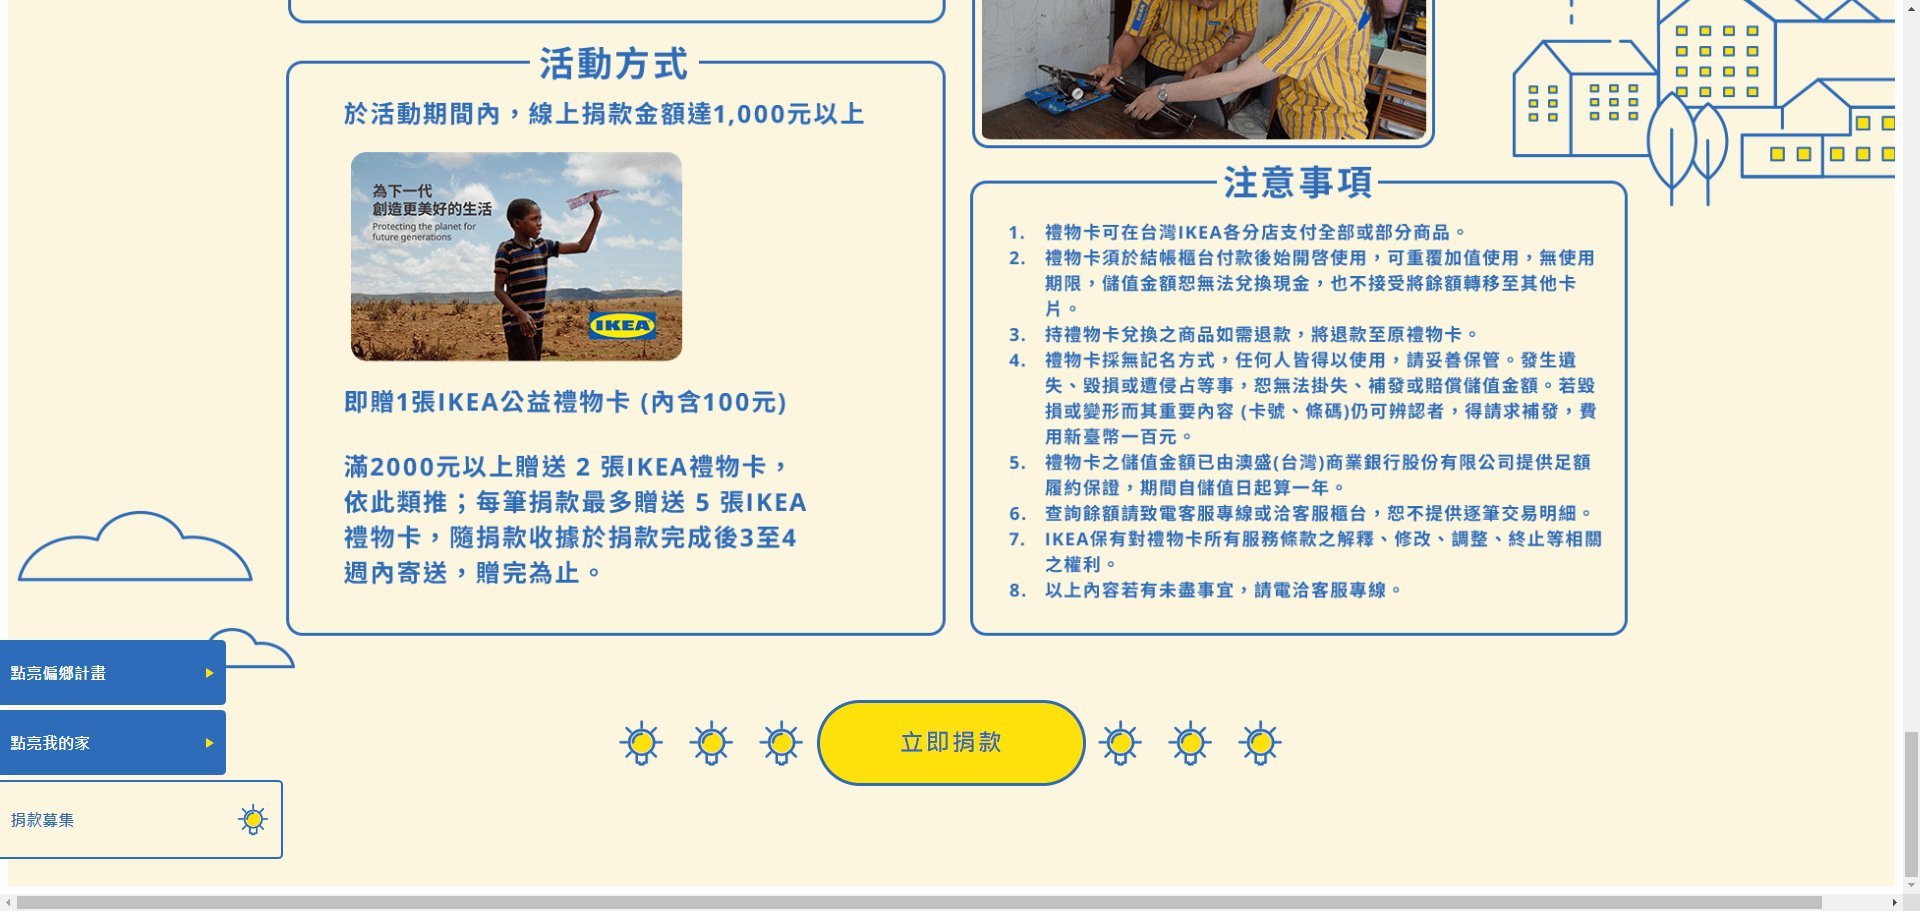 活動方式
於活動期間內，線上捐款金額達1,000元以上
為下一代
創造更美好的生活
Protecting the planet for
future generations
IKEA
即贈1張IKEA公益禮物卡 (內含100元)
滿2000元以上贈送 2 張IKEA禮物卡，
依此類推；每筆捐款最多贈送 5 張IKEA
禮物卡，隨捐款收據於捐款完成後3至4
週內寄送，贈完為止。
注意事項
1. 禮物卡可在台灣IKEA各分店支付全部或部分商品。
2. 禮物卡須於結帳櫃台付款後始開啓使用，可重覆加值使用，無使用
期限，儲值金額恕無法兌換現金，也不接受將餘額轉移至其他卡
片。
3. 持禮物卡兌換之商品如需退款，將退款至原禮物卡。
4. 禮物卡採無記名方式，任何人皆得以使用，請妥善保管。發生遺
失、毀損或遭侵占等事，恕無法掛失、補發或賠償儲值金額。若毀
損或變形而其重要內容 (卡號、條碼)仍可辨認者，得請求補發，費
用新臺幣一百元。
5. 禮物卡之儲值金額已由澳盛(台灣)商業銀行股份有限公司提供足額
履約保證，期間自儲值日起算一年。
6. 查詢餘額請致電客服專線或洽客服櫃台，恕不提供逐筆交易明細。
7. IKEA保有對禮物卡所有服務條款之解釋、修改、調整、終止等相關
之權利。
8. 以上內容若有未盡事宜，請電洽客服專線。
點亮偏鄉計畫
點亮我的家
捐款募集
立即捐款